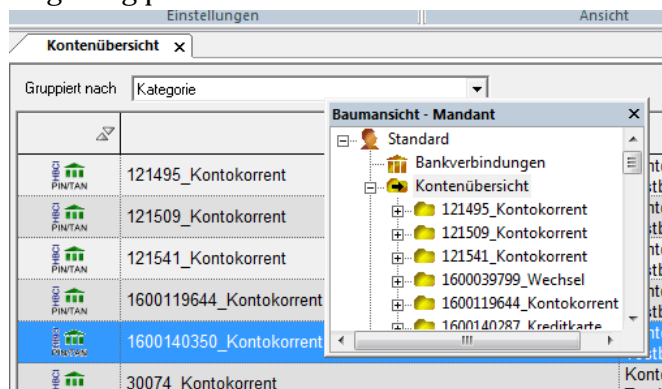 Einstellungen
Ansicht
Kontenübersicht x
Gruppiert nach Kategorie
Baumansicht - Mandant x
Standard
Bankverbindungen
Kontenübersicht
121495_Kontokorrent
121509_Kontokorrent
121541_Kontokorrent
1600039799_Wechsel
1600119644_Kontokorrent
1600140287_Kreditkarte
PIN/TAN 121495_Kontokorrent
PIN/TAN 121509_Kontokorrent
PIN/TAN 121541_Kontokorrent
PIN/TAN 1600119644_Kontokorrent
PIN/TAN 1600140350_Kontokorrent
30074_Kontokorrent